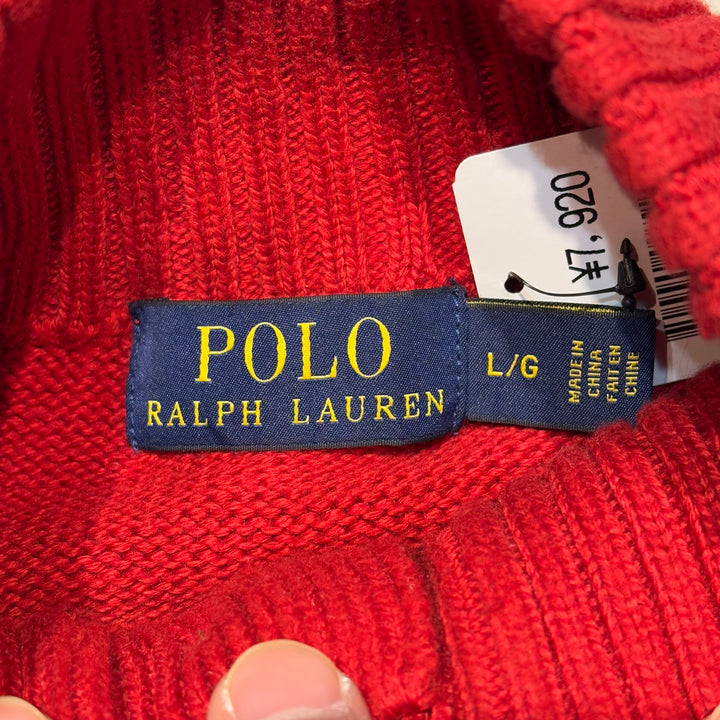 POLO
RALPH LAUREN
L/G
MADE IN
CHINA
FAIT EN
CHINE
¥7,920